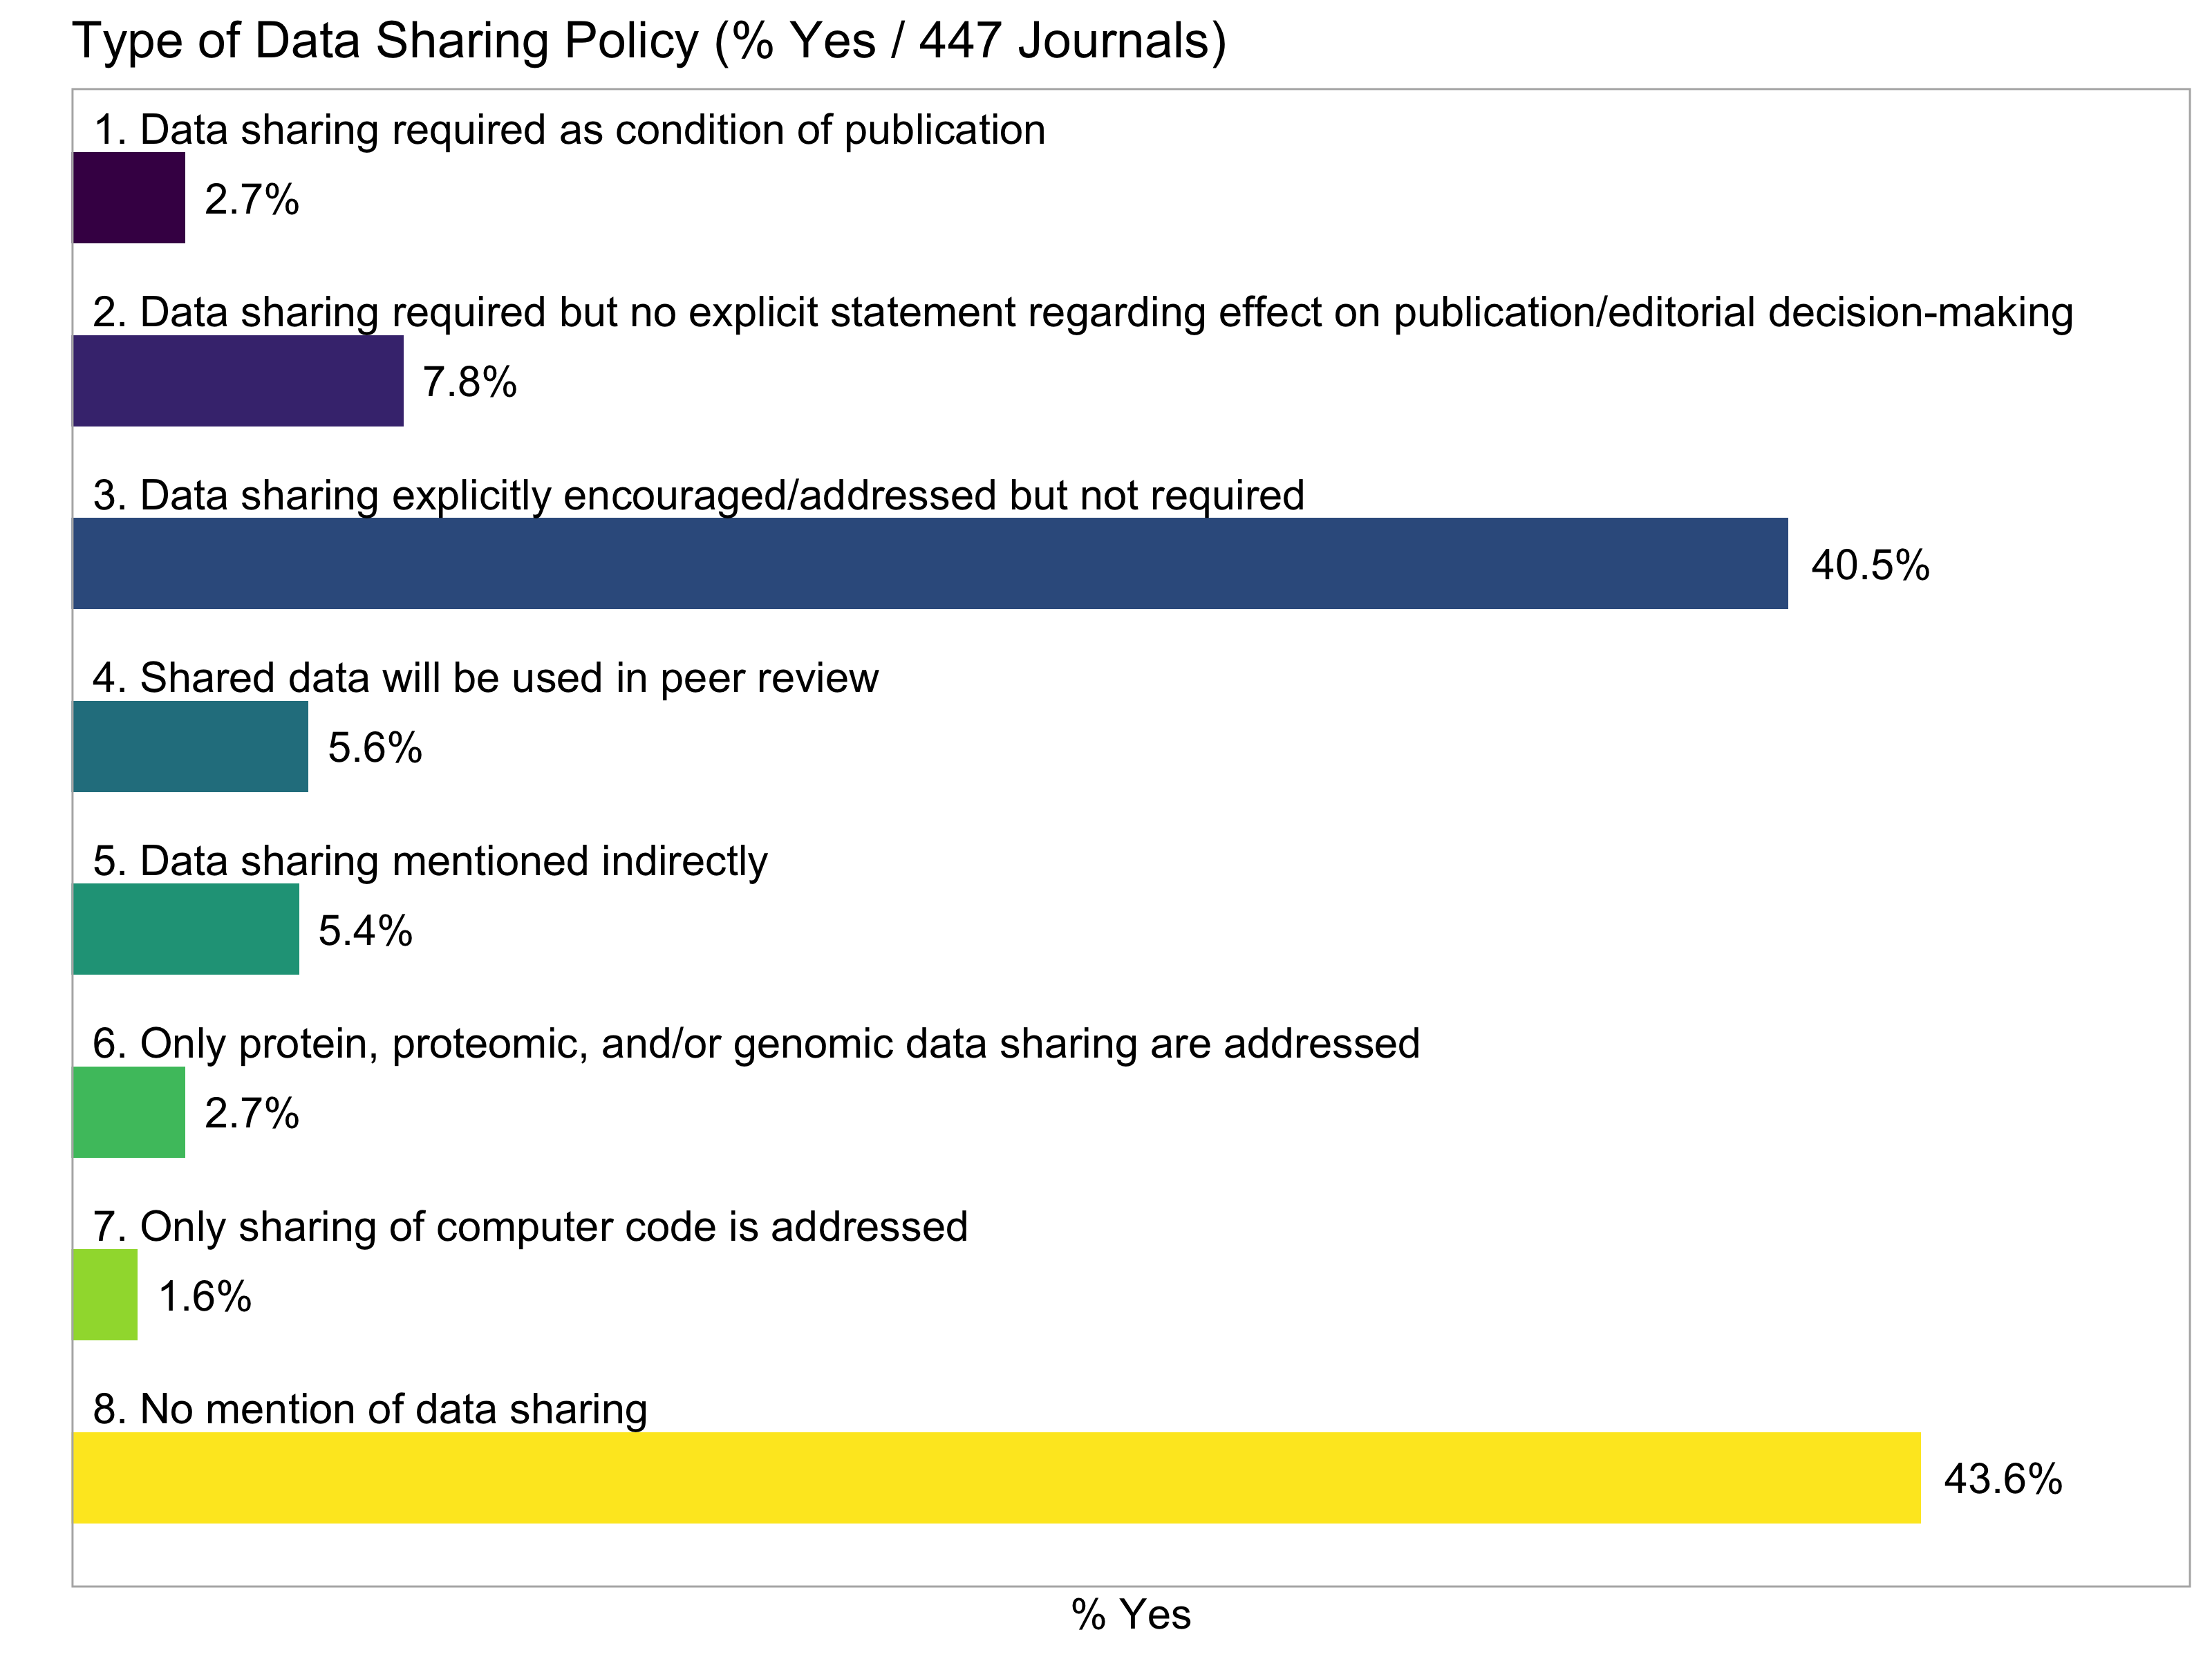 Type of Data Sharing Policy (% Yes / 447 Journals)
1. Data sharing required as condition of publication
2.7%
2. Data sharing required but no explicit statement regarding effect on publication/editorial decision-making
7.8%
3. Data sharing explicitly encouraged/addressed but not required
40.5%
4. Shared data will be used in peer review
5.6%
5. Data sharing mentioned indirectly
5.4%
6. Only protein, proteomic, and/or genomic data sharing are addressed
2.7%
7. Only sharing of computer code is addressed
1.6%
8. No mention of data sharing
43.6%
% Yes